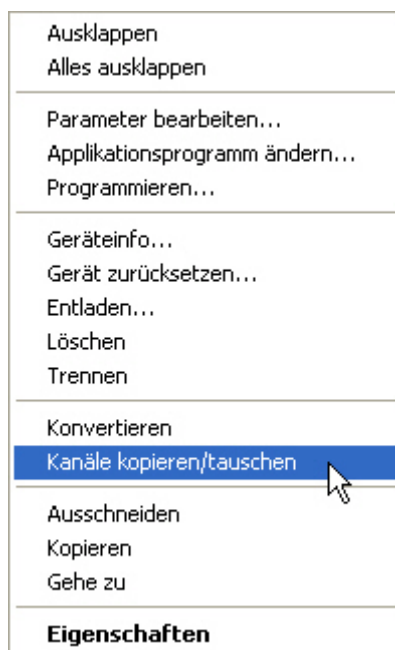 Ausklappen
Alles ausklappen
Parameter bearbeiten...
Applikationsprogramm ändern...
Programmieren...
Geräteinfo...
Gerät zurücksetzen...
Entladen...
Löschen
Trennen
Konvertieren
Kanäle kopieren/tauschen
Ausschneiden
Kopieren
Gehe zu
Eigenschaften